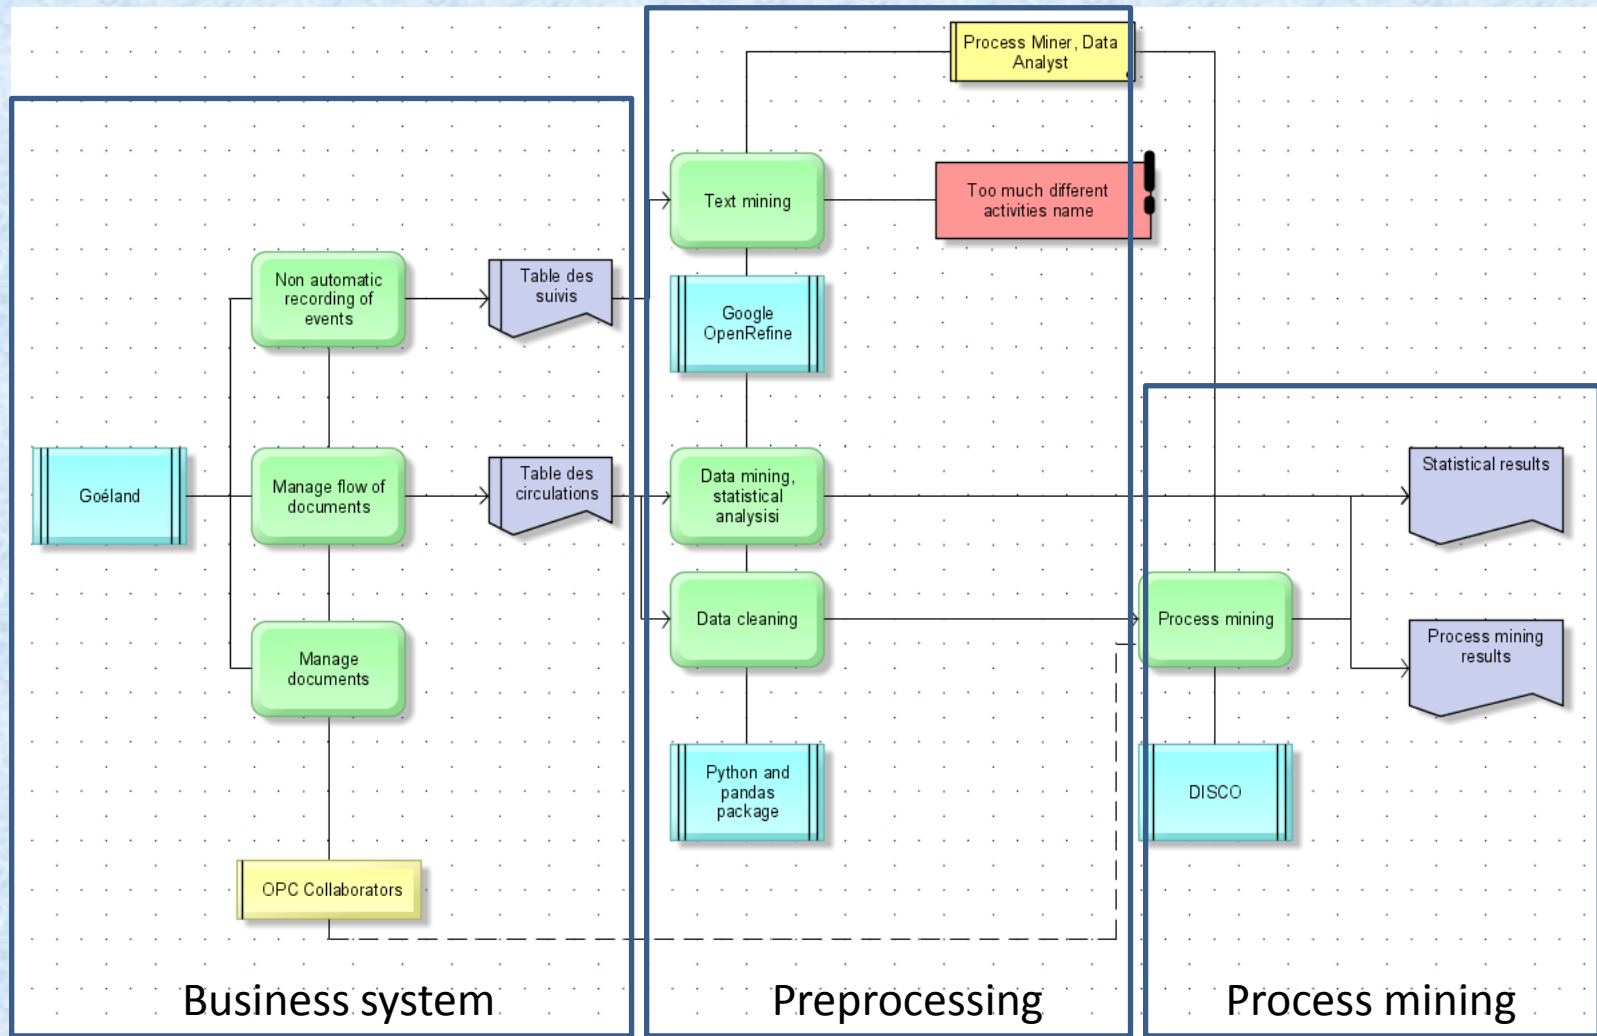 Process Miner, Data
Analyst
Text mining
Too much different
activities name
Non automatic
recording of
events
Table des
suivis
Google
OpenRefine
Goéland
Manage flow of
documents
Table des
circulations
Data mining,
statistical
analysisi
Statistical results
Data cleaning
Process mining
Process mining
results
Manage
documents
Python and
pandas
package
DISCO
OPC Collaborators
Business system
Preprocessing
Process mining